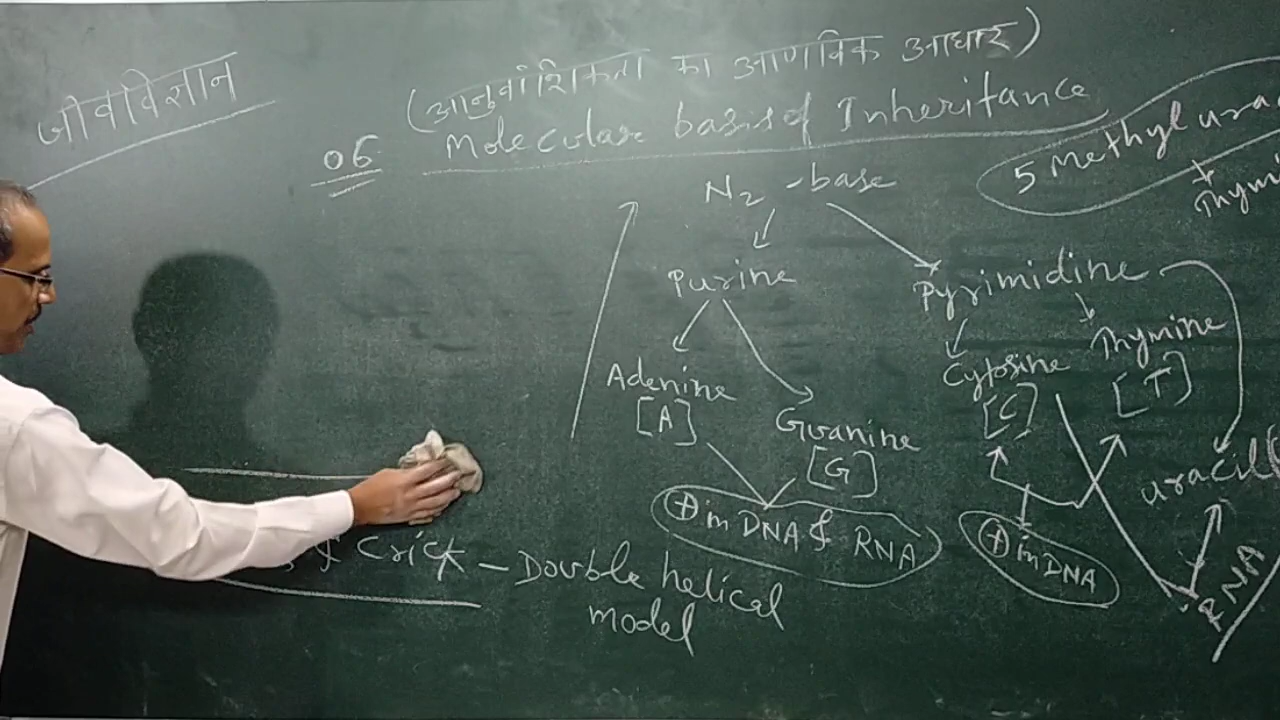 जीवविज्ञान
(आनुवांशिकता का आणविक आधार)
06
Molecular basis of Inheritance
5 Methyl urac
N2 -base
Thymi
Purine
Pyrimidine
Adenine
[A]
Guanine
[G]
Cytosine
[C]
Thymine
[T]
uracil
(+) in DNA & RNA
(+) in DNA
RNA
& Crick - Double helical
model